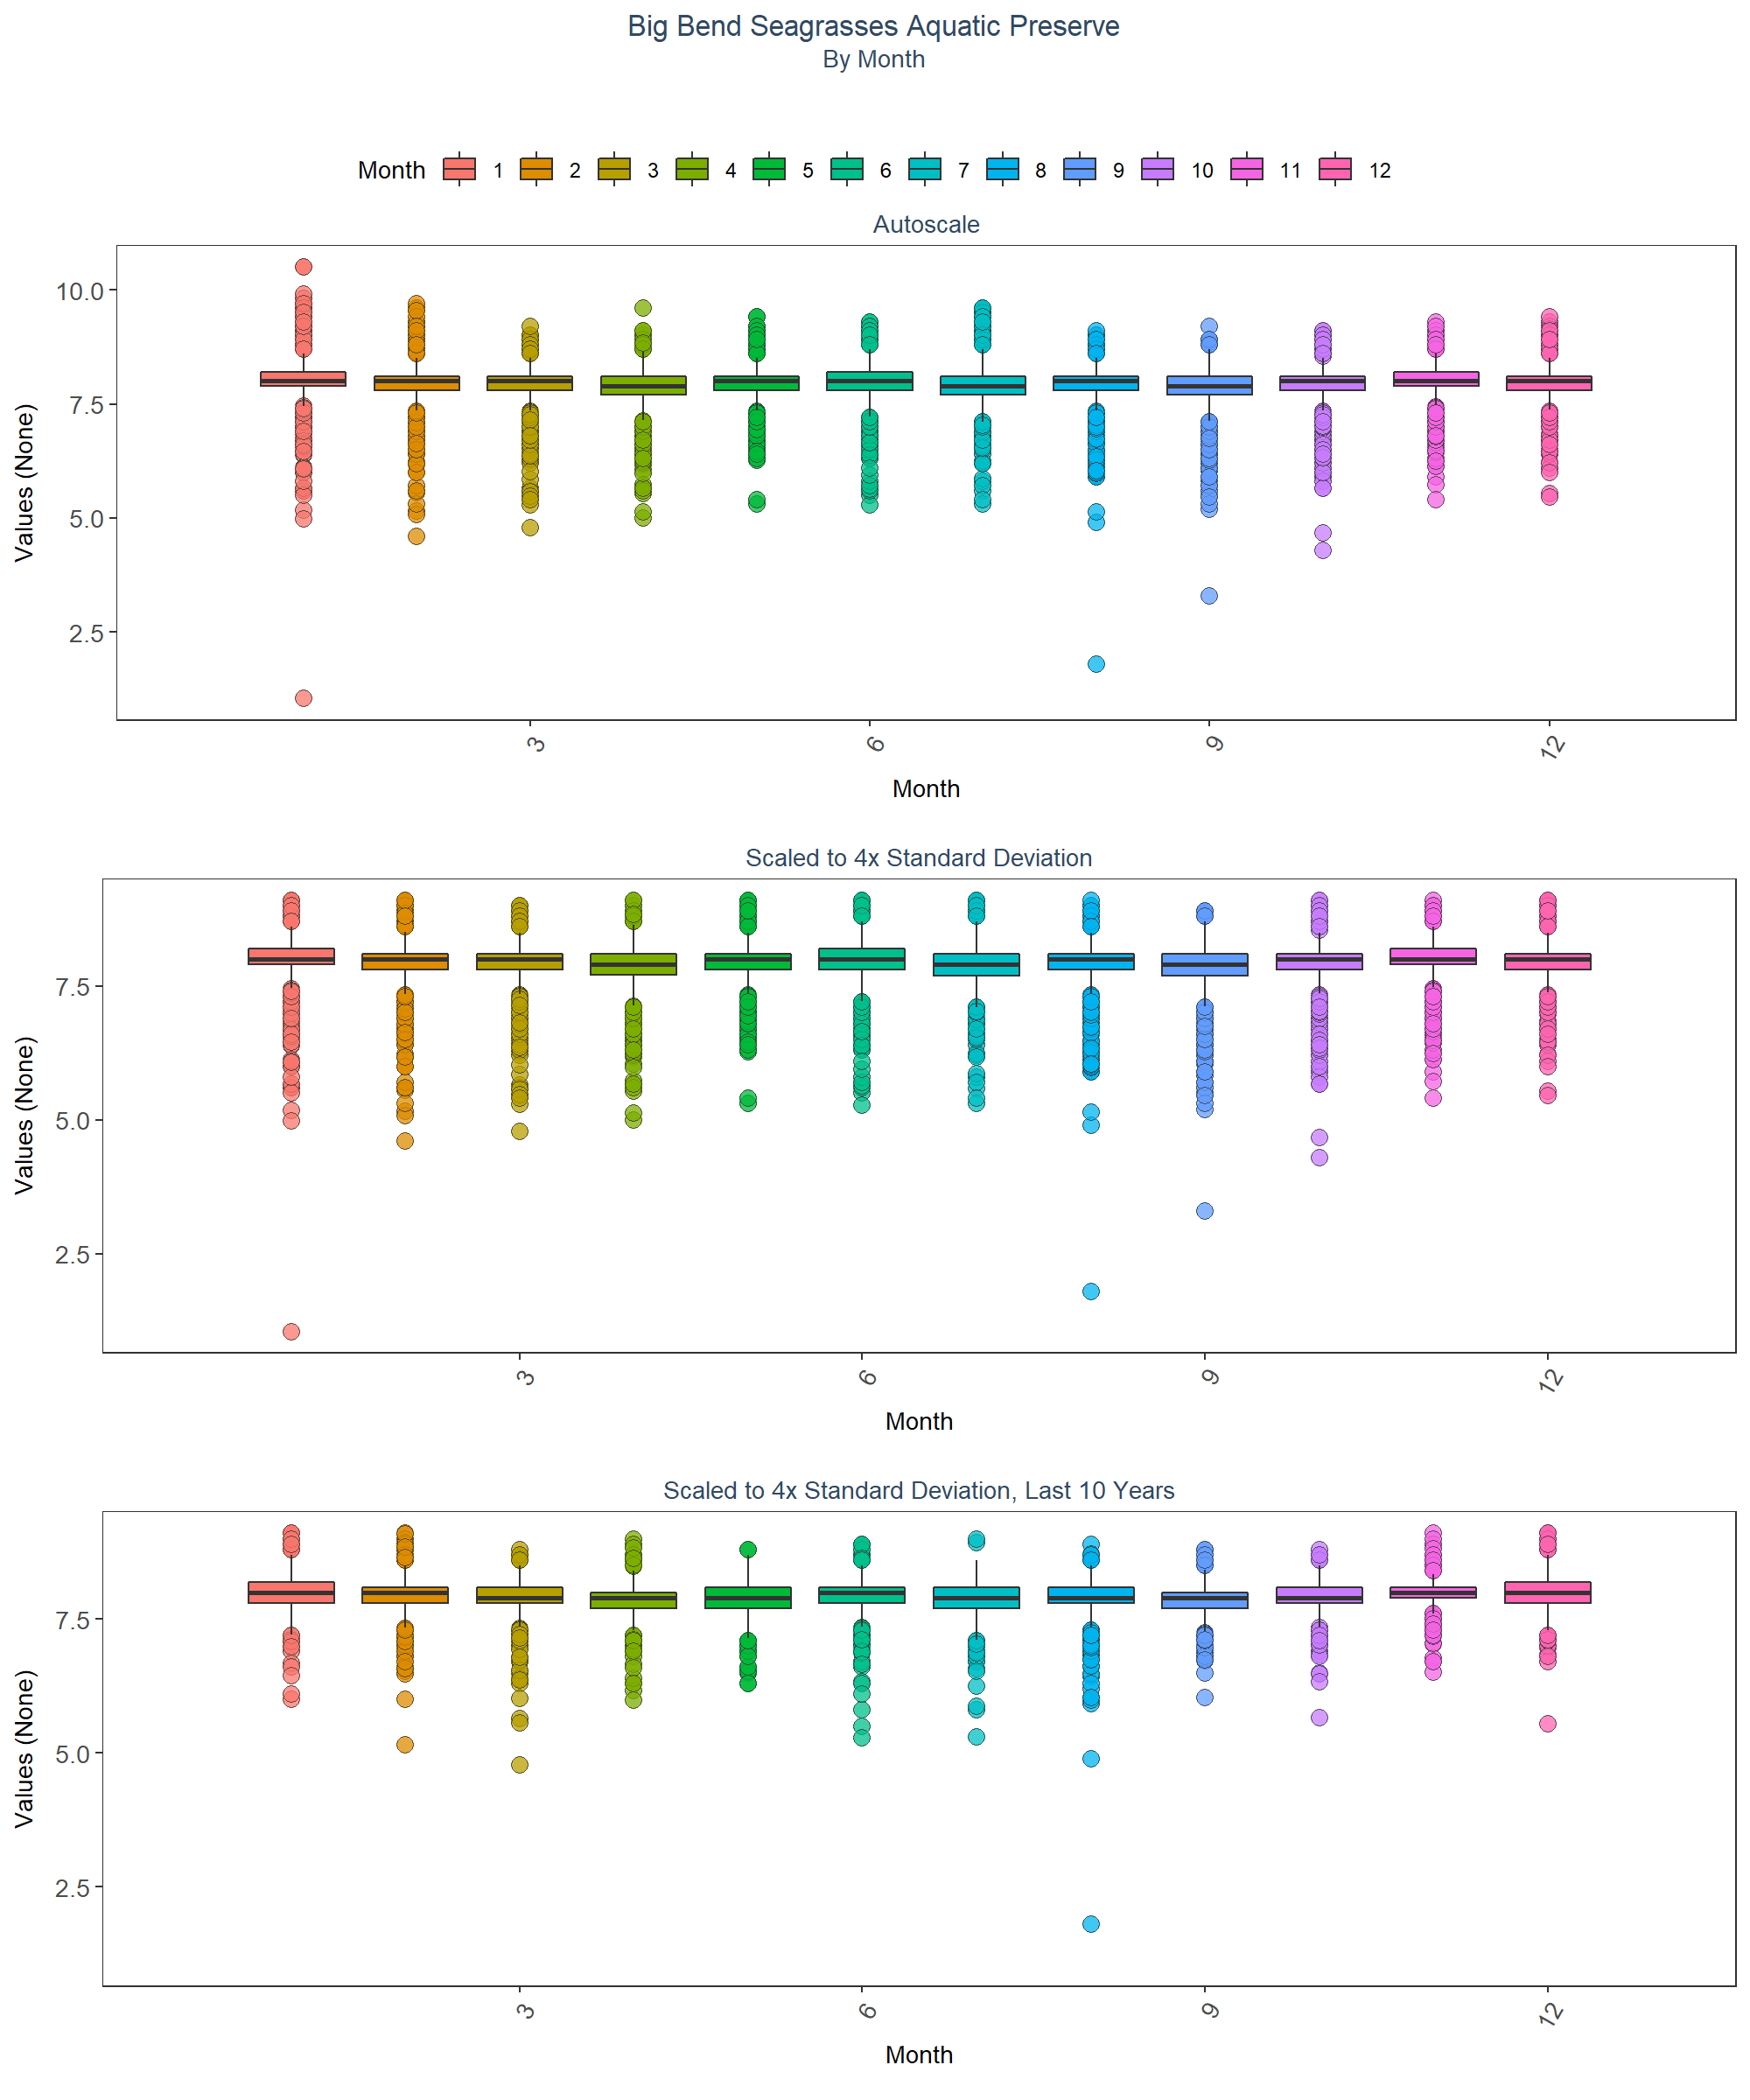 Big Bend Seagrasses Aquatic Preserve
By Month
Month 1 2 3 4 5 6 7 8 9 10 11 12
Autoscale
Values (None)
10.0
7.5
5.0
2.5
3 6 9 12
Month
Scaled to 4x Standard Deviation
Values (None)
7.5
5.0
2.5
3 6 9 12
Month
Scaled to 4x Standard Deviation, Last 10 Years
Values (None)
7.5
5.0
2.5
3 6 9 12
Month